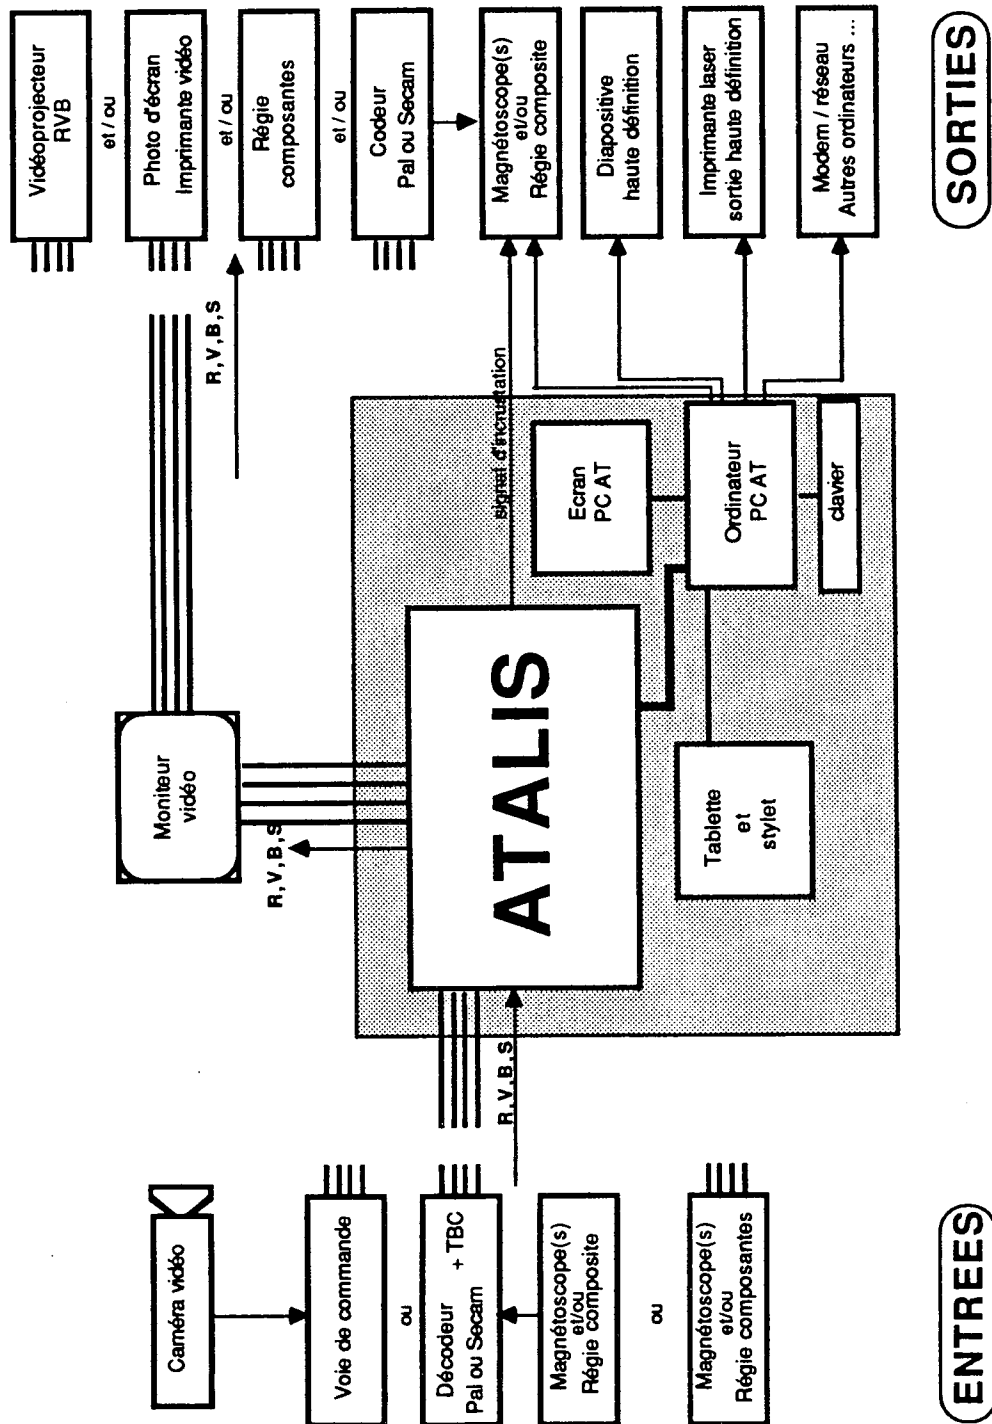 Caméra vidéo
Voie de commande
ou
Décodeur + TBC
Pal ou Secam
Magnétoscope(s)
et/ou
Régie composite
ou
Magnétoscope(s)
et/ou
Régie composantes
ENTREES
R,V,B,S
Moniteur
vidéo
R,V,B,S
ATALIS
Tablette
et
stylet
signal d'incrustation
Ecran
PC AT
Ordinateur
PC AT
clavier
R,V,B,S
Vidéoprojecteur
RVB
et / ou
Photo d'écran
Imprimante vidéo
et / ou
Régie
composantes
et / ou
Codeur
Pal ou Secam
Magnétoscope(s)
et/ou
Régie composite
Diapositive
haute définition
Imprimante laser
sortie haute définition
Modem / réseau
Autres ordinateurs ...
SORTIES